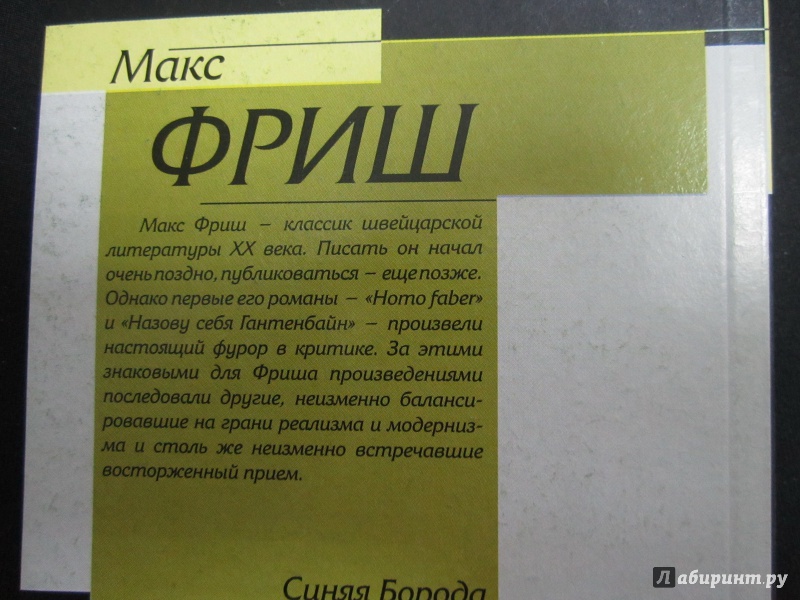 Макс
ФРИШ
Макс Фриш – классик швейцарской
литературы XX века. Писать он начал
очень поздно, публиковаться – еще позже.
Однако первые его романы – «Homo faber»
и «Назову себя Гантенбайн» – произвели
настоящий фурор в критике. За этими
знаковыми для Фриша произведениями
последовали другие, неизменно баланси-
ровавшие на грани реализма и модерниз-
ма и столь же неизменно встречавшие
восторженный прием.
Синяя Борода
Лабиринт.ру